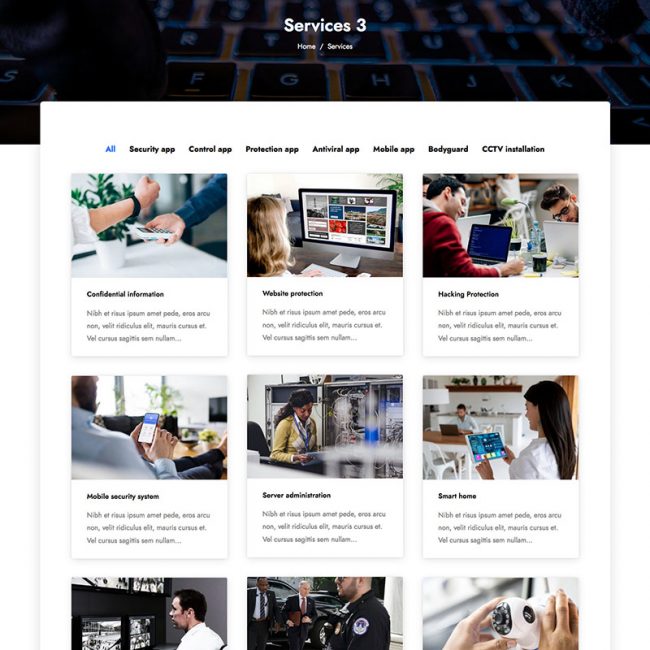 Services 3
Home / Services
All Security app Control app Protection app Antiviral app Mobile app Bodyguard CCTV installation
Confidential information
Nibh et risus ipsum amet pede, eros arcu
non, velit ridiculus elit, mauris cursus et.
Vel cursus sagittis sem nullam...
Website protection
Nibh et risus ipsum amet pede, eros arcu
non, velit ridiculus elit, mauris cursus et.
Vel cursus sagittis sem nullam...
Hacking Protection
Nibh et risus ipsum amet pede, eros arcu
non, velit ridiculus elit, mauris cursus et.
Vel cursus sagittis sem nullam...
Mobile security system
Nibh et risus ipsum amet pede, eros arcu
non, velit ridiculus elit, mauris cursus et.
Vel cursus sagittis sem nullam...
Server administration
Nibh et risus ipsum amet pede, eros arcu
non, velit ridiculus elit, mauris cursus et.
Vel cursus sagittis sem nullam...
Smart home
Nibh et risus ipsum amet pede, eros arcu
non, velit ridiculus elit, mauris cursus et.
Vel cursus sagittis sem nullam...